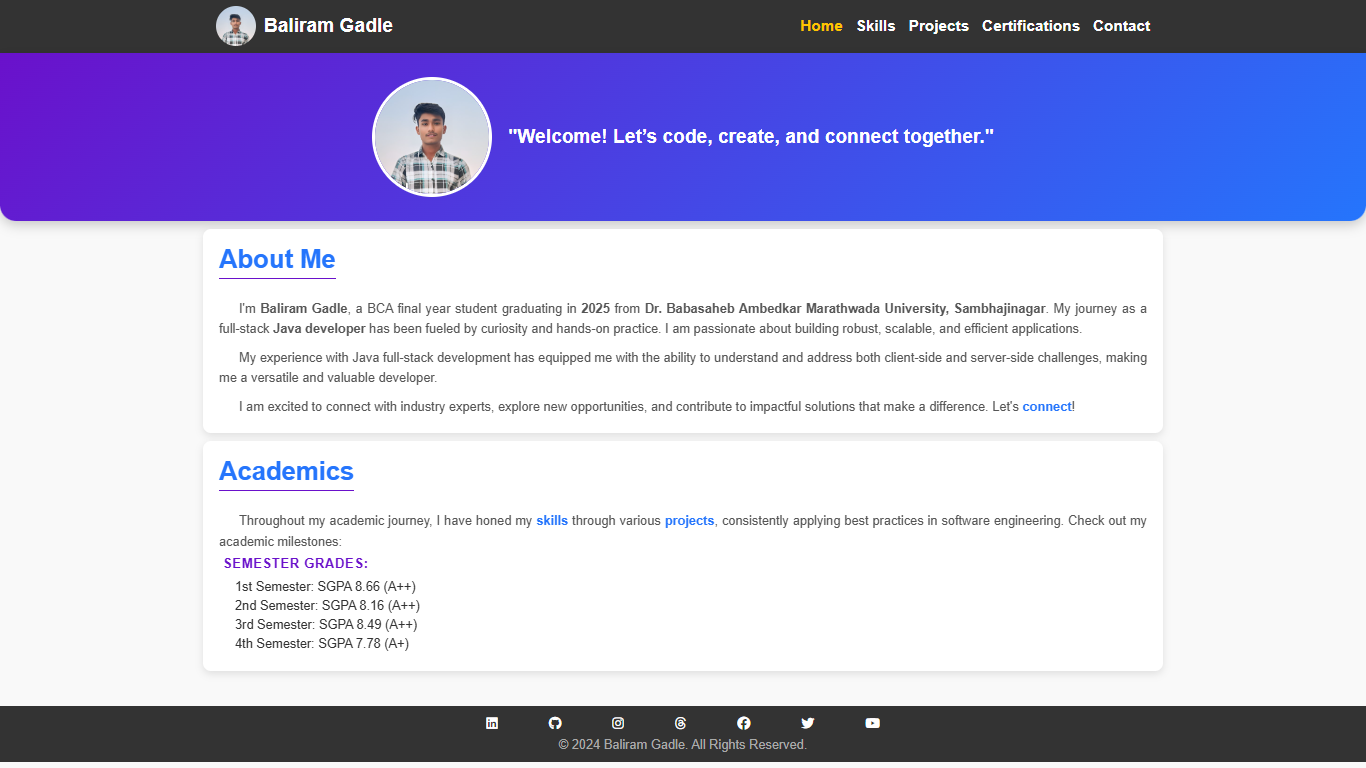 Baliram Gadle
Home Skills Projects Certifications Contact
"Welcome! Let’s code, create, and connect together."
About Me
I'm Baliram Gadle, a BCA final year student graduating in 2025 from Dr. Babasaheb Ambedkar Marathwada University, Sambhajinagar. My journey as a
full-stack Java developer has been fueled by curiosity and hands-on practice. I am passionate about building robust, scalable, and efficient applications.
My experience with Java full-stack development has equipped me with the ability to understand and address both client-side and server-side challenges, making
me a versatile and valuable developer.
I am excited to connect with industry experts, explore new opportunities, and contribute to impactful solutions that make a difference. Let's connect!
Academics
Throughout my academic journey, I have honed my skills through various projects, consistently applying best practices in software engineering. Check out my
academic milestones:
SEMESTER GRADES:
1st Semester: SGPA 8.66 (A++)
2nd Semester: SGPA 8.16 (A++)
3rd Semester: SGPA 8.49 (A++)
4th Semester: SGPA 7.78 (A+)
© 2024 Baliram Gadle. All Rights Reserved.